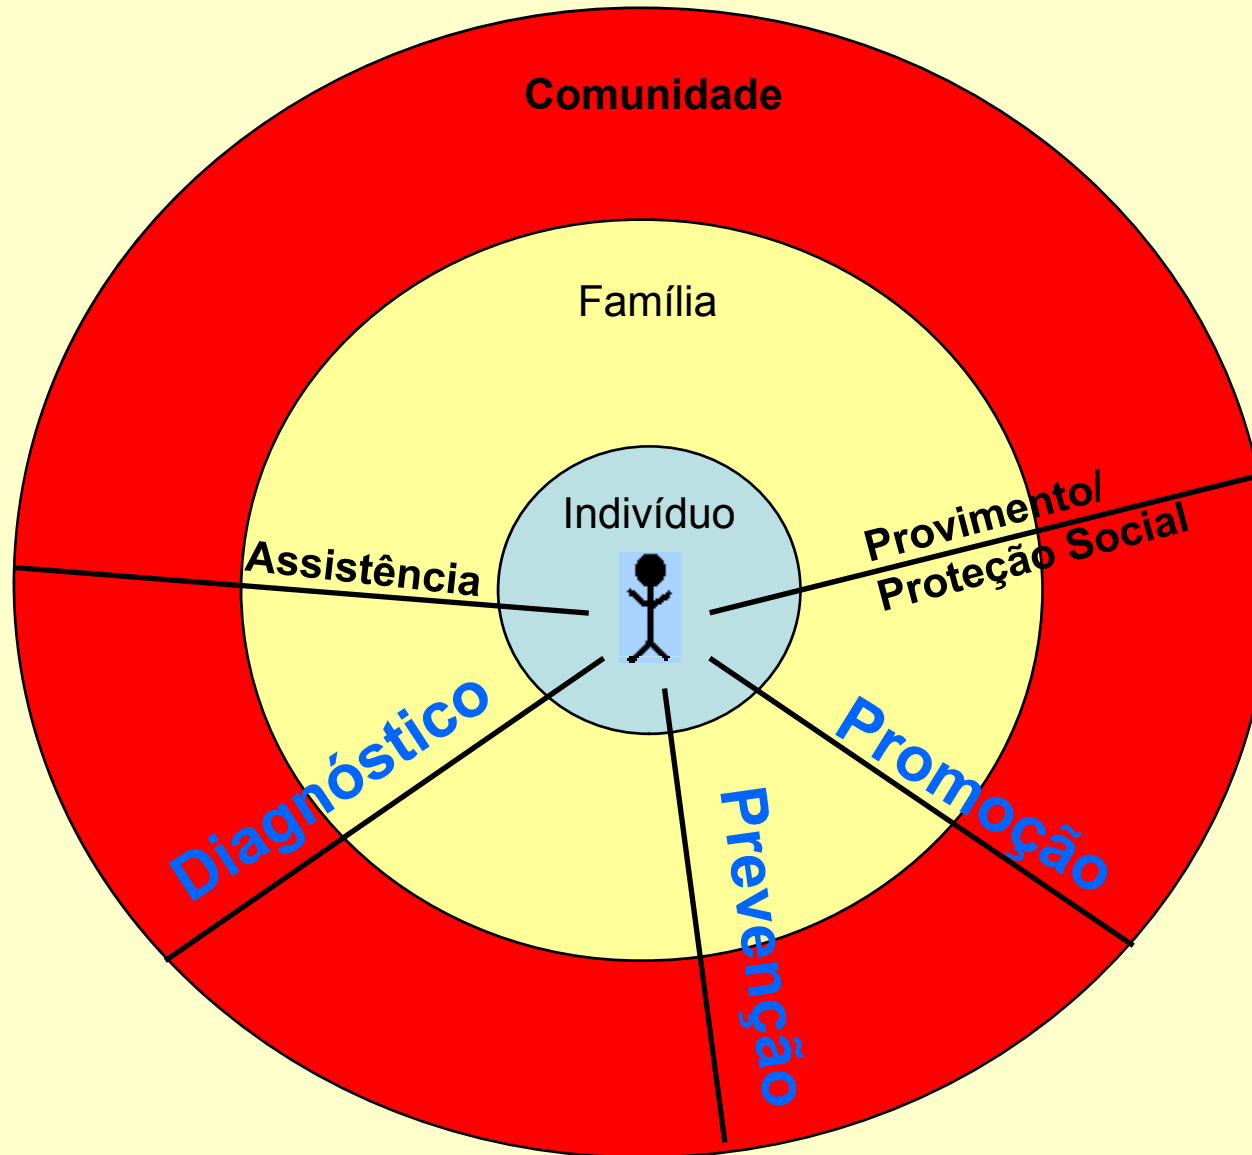 Comunidade
Família
Indivíduo
Assistência
Provimento/
Proteção Social
Diagnóstico
Prevenção
Promoção